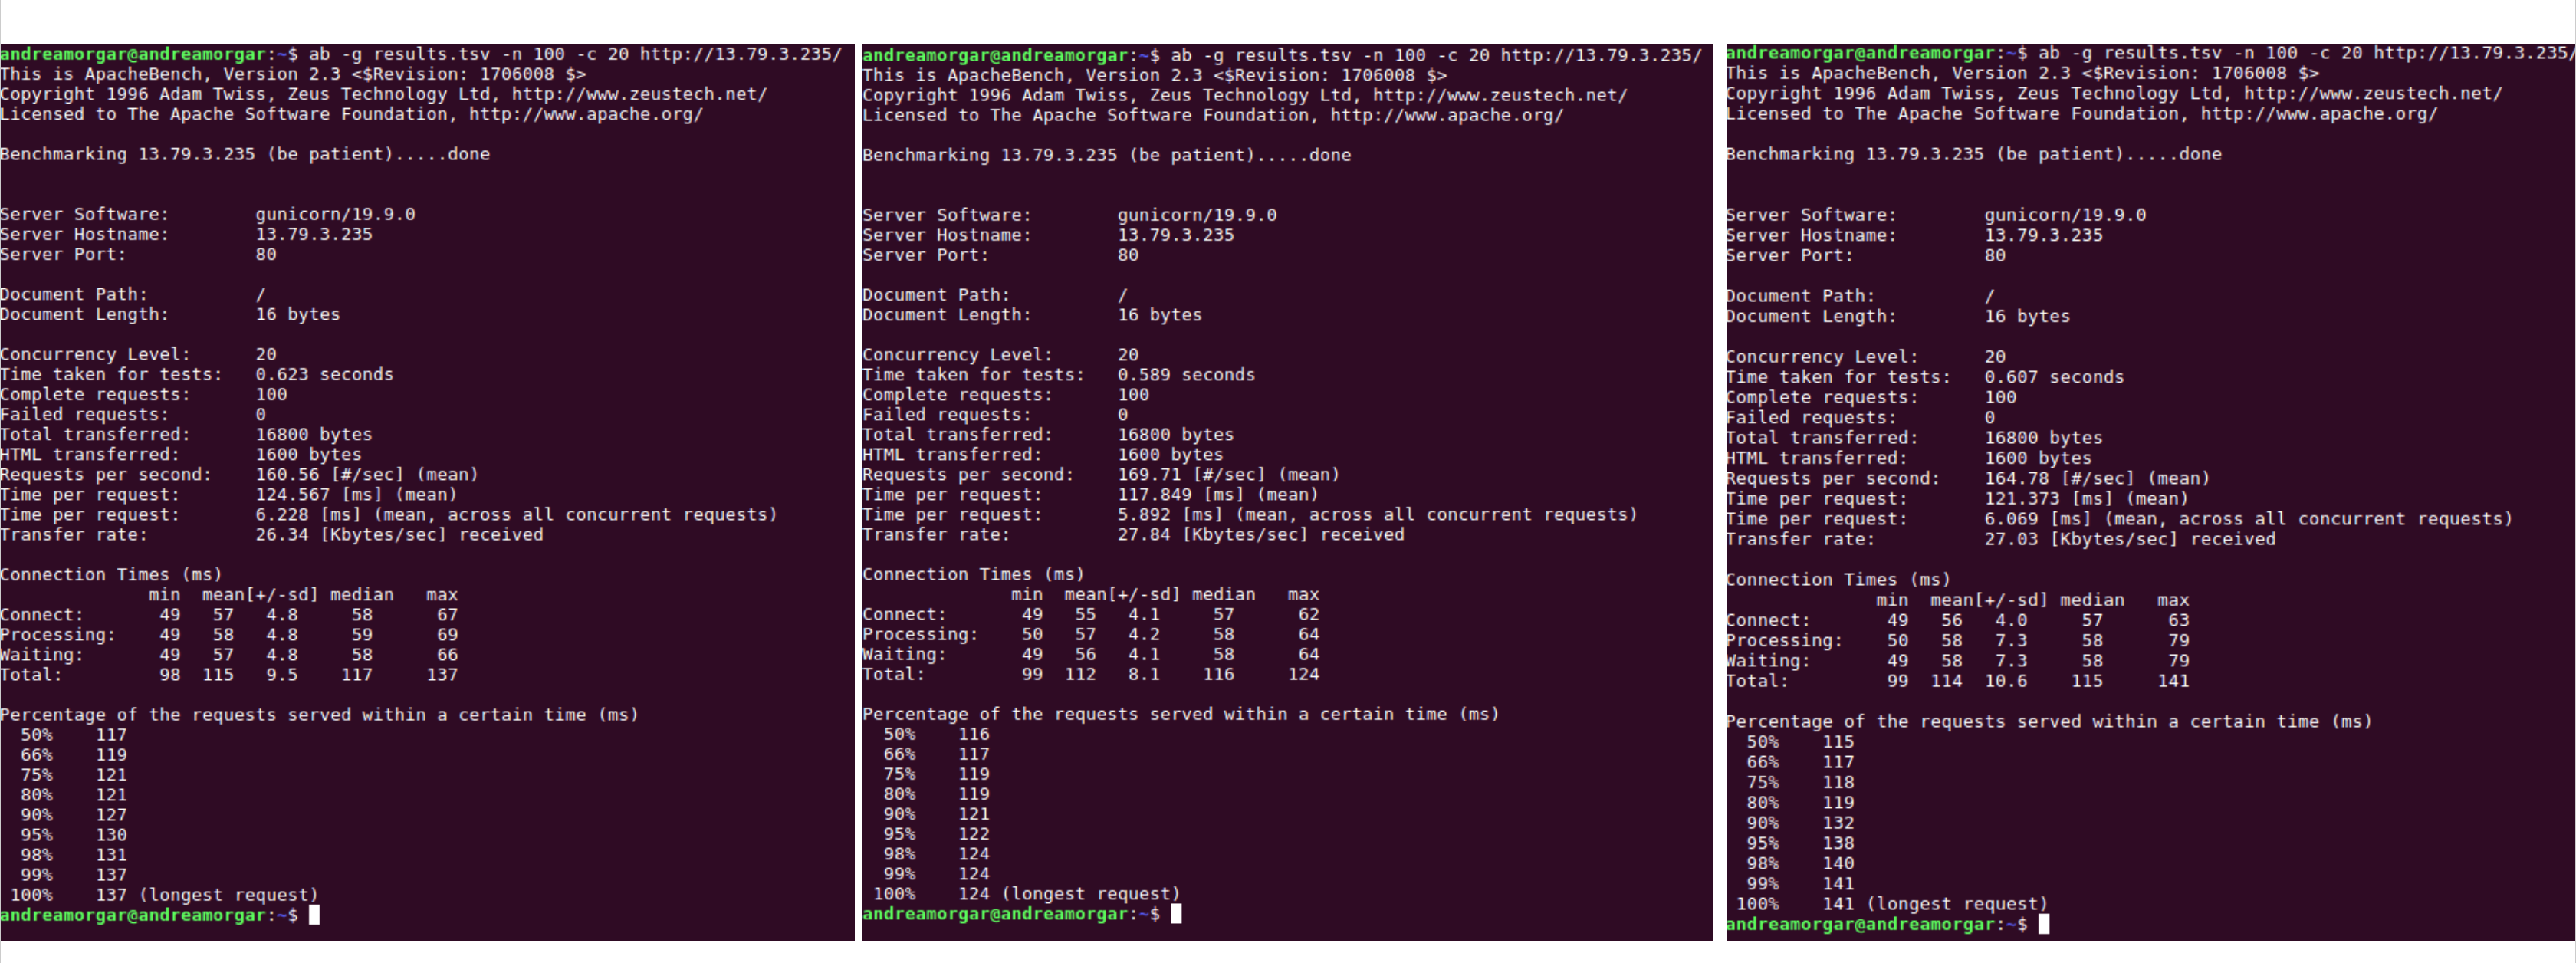 andreamorgar@andreamorgar:~$ ab -g results.tsv -n 100 -c 20 http://13.79.3.235/
This is ApacheBench, Version 2.3 <$Revision: 1706008 $>
Copyright 1996 Adam Twiss, Zeus Technology Ltd, http://www.zeustech.net/
Licensed to The Apache Software Foundation, http://www.apache.org/

Benchmarking 13.79.3.235 (be patient).....done

Server Software:        gunicorn/19.9.0
Server Hostname:        13.79.3.235
Server Port:            80

Document Path:          /
Document Length:        16 bytes

Concurrency Level:      20
Time taken for tests:   0.623 seconds
Complete requests:      100
Failed requests:        0
Total transferred:      16800 bytes
HTML transferred:       1600 bytes
Requests per second:    160.56 [#/sec] (mean)
Time per request:       124.567 [ms] (mean)
Time per request:       6.228 [ms] (mean, across all concurrent requests)
Transfer rate:          26.34 [Kbytes/sec] received

Connection Times (ms)
              min  mean[+/-sd] median   max
Connect:       49   57   4.8     58      67
Processing:    49   58   4.8     59      69
Waiting:       49   57   4.8     58      66
Total:         98  115   9.5    117     137

Percentage of the requests served within a certain time (ms)
  50%    117
  66%    119
  75%    121
  80%    121
  90%    127
  95%    130
  98%    131
  99%    137
 100%    137 (longest request)
andreamorgar@andreamorgar:~$
andreamorgar@andreamorgar:~$ ab -g results.tsv -n 100 -c 20 http://13.79.3.235/
This is ApacheBench, Version 2.3 <$Revision: 1706008 $>
Copyright 1996 Adam Twiss, Zeus Technology Ltd, http://www.zeustech.net/
Licensed to The Apache Software Foundation, http://www.apache.org/

Benchmarking 13.79.3.235 (be patient).....done

Server Software:        gunicorn/19.9.0
Server Hostname:        13.79.3.235
Server Port:            80

Document Path:          /
Document Length:        16 bytes

Concurrency Level:      20
Time taken for tests:   0.589 seconds
Complete requests:      100
Failed requests:        0
Total transferred:      16800 bytes
HTML transferred:       1600 bytes
Requests per second:    169.71 [#/sec] (mean)
Time per request:       117.849 [ms] (mean)
Time per request:       5.892 [ms] (mean, across all concurrent requests)
Transfer rate:          27.84 [Kbytes/sec] received

Connection Times (ms)
              min  mean[+/-sd] median   max
Connect:       49   55   4.1     57      62
Processing:    50   57   4.2     58      64
Waiting:       49   56   4.1     58      64
Total:         99  112   8.1    116     124

Percentage of the requests served within a certain time (ms)
  50%    116
  66%    117
  75%    119
  80%    119
  90%    121
  95%    122
  98%    124
  99%    124
 100%    124 (longest request)
andreamorgar@andreamorgar:~$
andreamorgar@andreamorgar:~$ ab -g results.tsv -n 100 -c 20 http://13.79.3.235/
This is ApacheBench, Version 2.3 <$Revision: 1706008 $>
Copyright 1996 Adam Twiss, Zeus Technology Ltd, http://www.zeustech.net/
Licensed to The Apache Software Foundation, http://www.apache.org/

Benchmarking 13.79.3.235 (be patient).....done

Server Software:        gunicorn/19.9.0
Server Hostname:        13.79.3.235
Server Port:            80

Document Path:          /
Document Length:        16 bytes

Concurrency Level:      20
Time taken for tests:   0.607 seconds
Complete requests:      100
Failed requests:        0
Total transferred:      16800 bytes
HTML transferred:       1600 bytes
Requests per second:    164.78 [#/sec] (mean)
Time per request:       121.373 [ms] (mean)
Time per request:       6.069 [ms] (mean, across all concurrent requests)
Transfer rate:          27.03 [Kbytes/sec] received

Connection Times (ms)
              min  mean[+/-sd] median   max
Connect:       49   56   4.0     57      63
Processing:    50   58   7.3     58      79
Waiting:       49   58   7.3     58      79
Total:         99  114  10.6    115     141

Percentage of the requests served within a certain time (ms)
  50%    115
  66%    117
  75%    118
  80%    119
  90%    132
  95%    138
  98%    140
  99%    141
 100%    141 (longest request)
andreamorgar@andreamorgar:~$